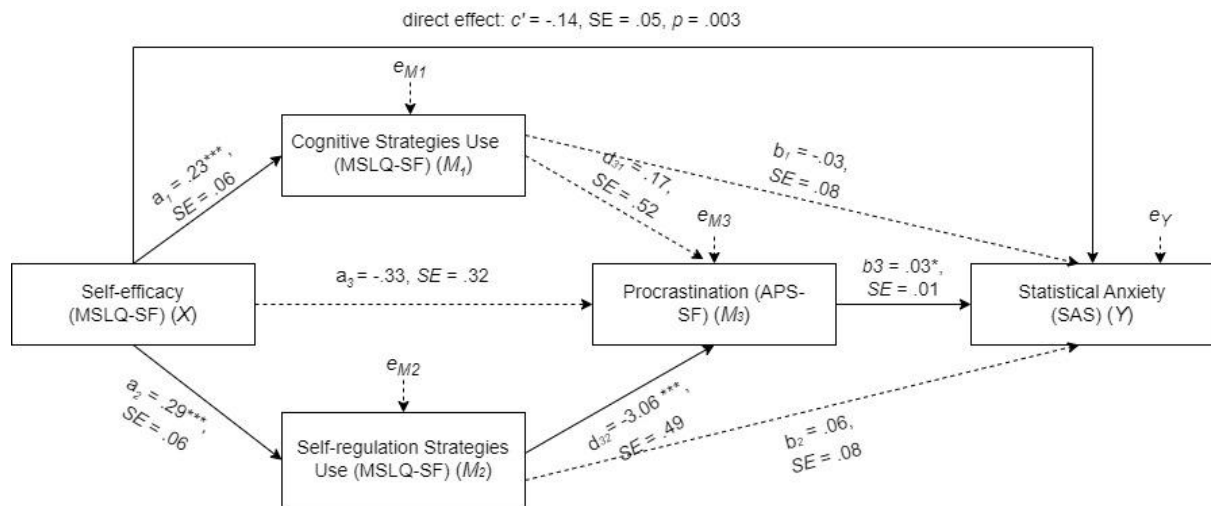 direct effect: c' = -.14, SE = .05, p = .003
eM1
Cognitive Strategies Use
(MSLQ-SF) (M1)
a1 = .23***,
SE = .06
d31 = .17,
SE = .52
b1 = -.03,
SE = .08
eM3
eY
Self-efficacy
(MSLQ-SF) (X)
a3 = -.33, SE = .32
Procrastination (APS-
SF) (M3)
b3 = .03*,
SE = .01
Statistical Anxiety
(SAS) (Y)
a2 = .29***,
SE = .06
eM2
Self-regulation Strategies
Use (MSLQ-SF) (M2)
d32 = -3.06 ***,
SE = .49
b2 = .06,
SE = .08